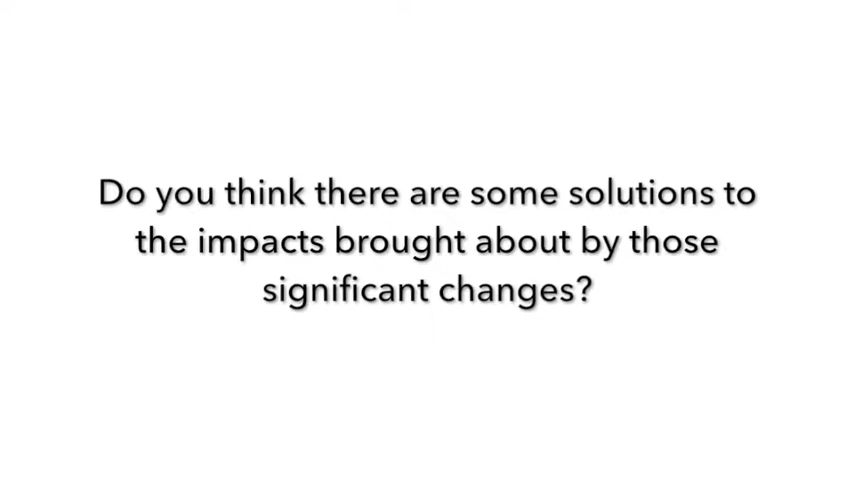 Do you think there are some solutions to
the impacts brought about by those
significant changes?